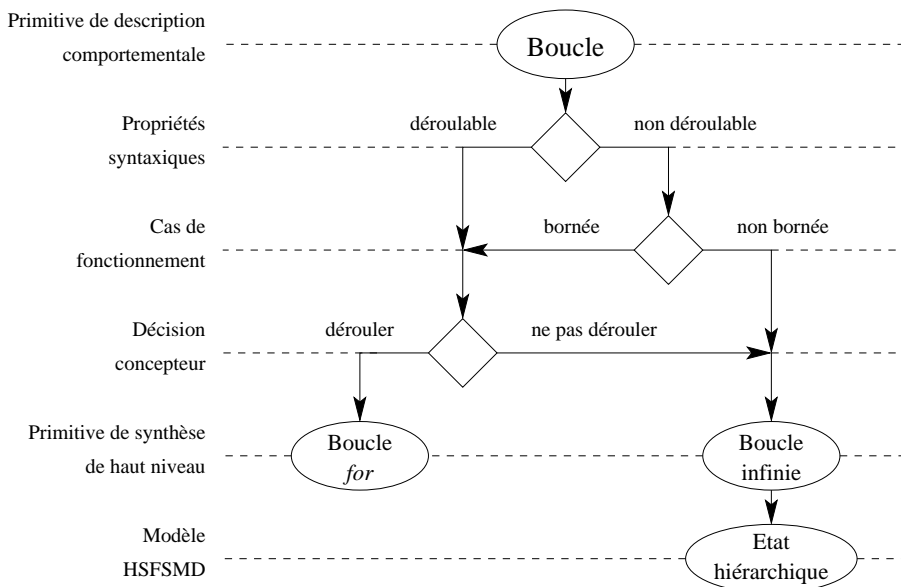 Primitive de description
comportementale
Boucle
Propriétés
syntaxiques
déroulable
non déroulable
Cas de
fonctionnement
bornée
non bornée
Décision
concepteur
dérouler
ne pas dérouler
Primitive de synthèse
de haut niveau
Boucle
for
Boucle
infinie
Modèle
HSFSMD
Etat
hiérarchique